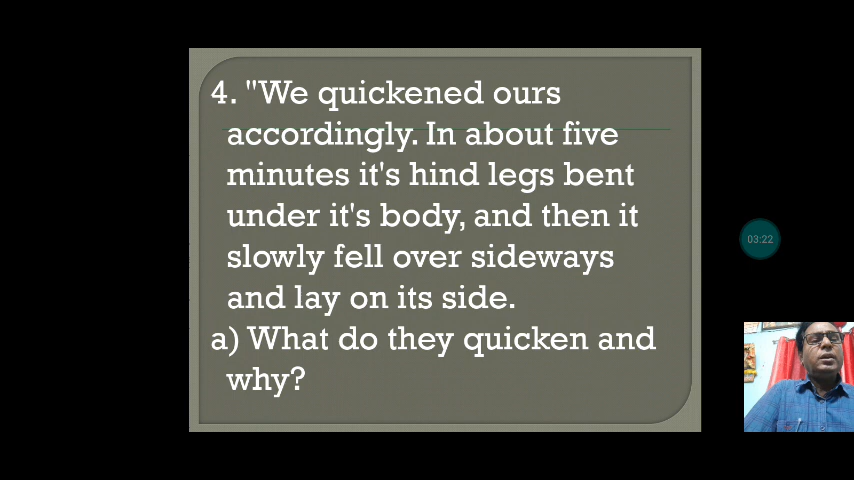 4. "We quickened ours
accordingly. In about five
minutes it's hind legs bent
under it's body, and then it
slowly fell over sideways
and lay on its side.
a) What do they quicken and
why?
03:22